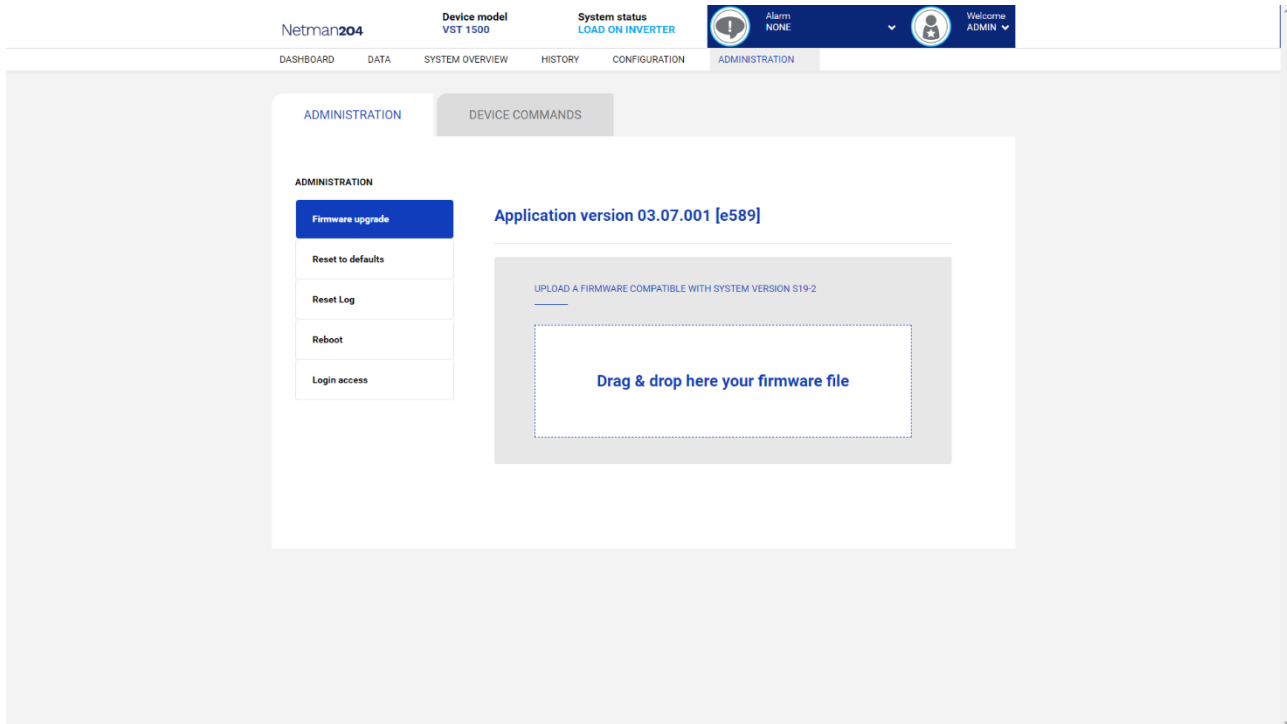 Netman204
Device model
VST 1500
System status
LOAD ON INVERTER
Alarm
NONE
Welcome
ADMIN
DASHBOARD DATA SYSTEM OVERVIEW HISTORY CONFIGURATION ADMINISTRATION
ADMINISTRATION DEVICE COMMANDS
ADMINISTRATION
Firmware upgrade
Reset to defaults
Reset Log
Reboot
Login access
Application version 03.07.001 [e589]
UPLOAD A FIRMWARE COMPATIBLE WITH SYSTEM VERSION S19-2
Drag & drop here your firmware file